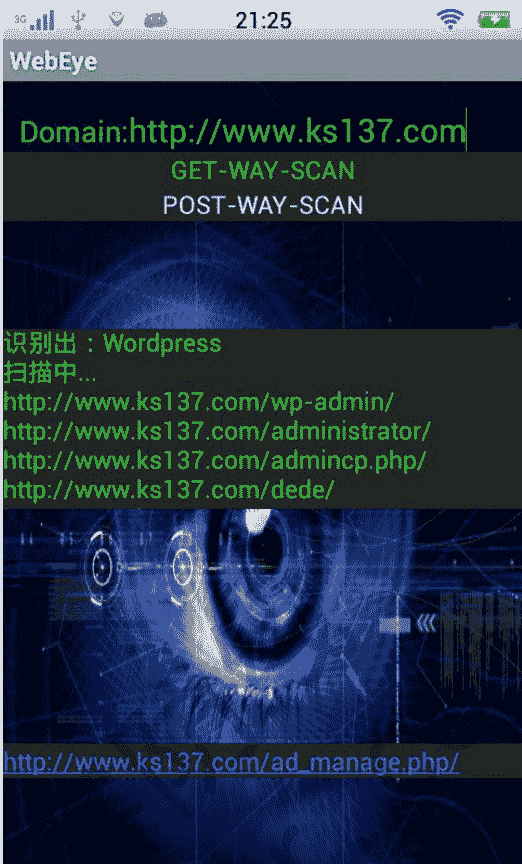 3G 21:25
WebEye
Domain:http://www.ks137.com
GET-WAY-SCAN
POST-WAY-SCAN
识别出：Wordpress
扫描中...
http://www.ks137.com/wp-admin/
http://www.ks137.com/administrator/
http://www.ks137.com/admincp.php/
http://www.ks137.com/dede/
http://www.ks137.com/ad_manage.php/